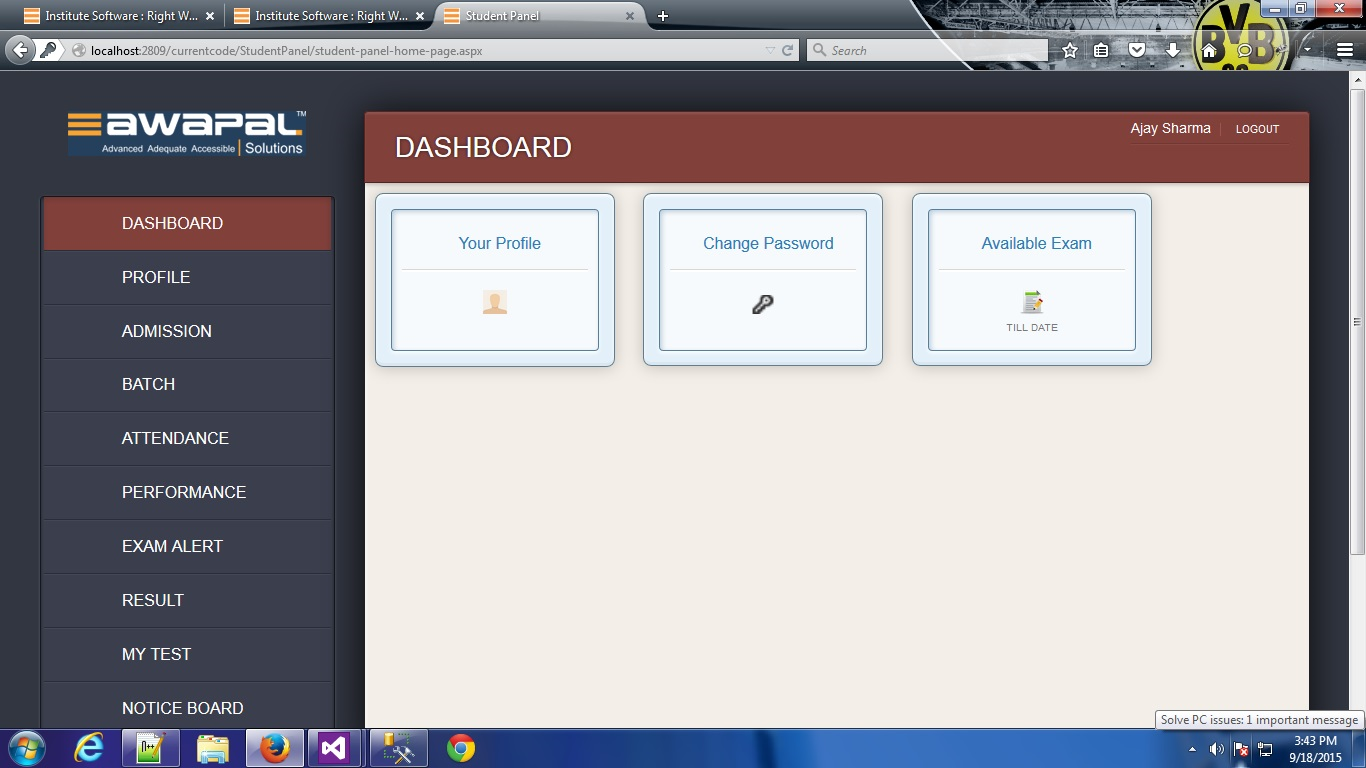 Institute Software : Right W...
Institute Software : Right W...
Student Panel
localhost:2809/currentcode/StudentPanel/student-panel-home-page.aspx
Search
BVB
AWAPAL TM
Advanced Adequate Accessible | Solutions
DASHBOARD
Ajay Sharma
LOGOUT
DASHBOARD
PROFILE
ADMISSION
BATCH
ATTENDANCE
PERFORMANCE
EXAM ALERT
RESULT
MY TEST
NOTICE BOARD
Your Profile
Change Password
Available Exam
TILL DATE
Solve PC issues: 1 important message
3:43 PM
9/18/2015